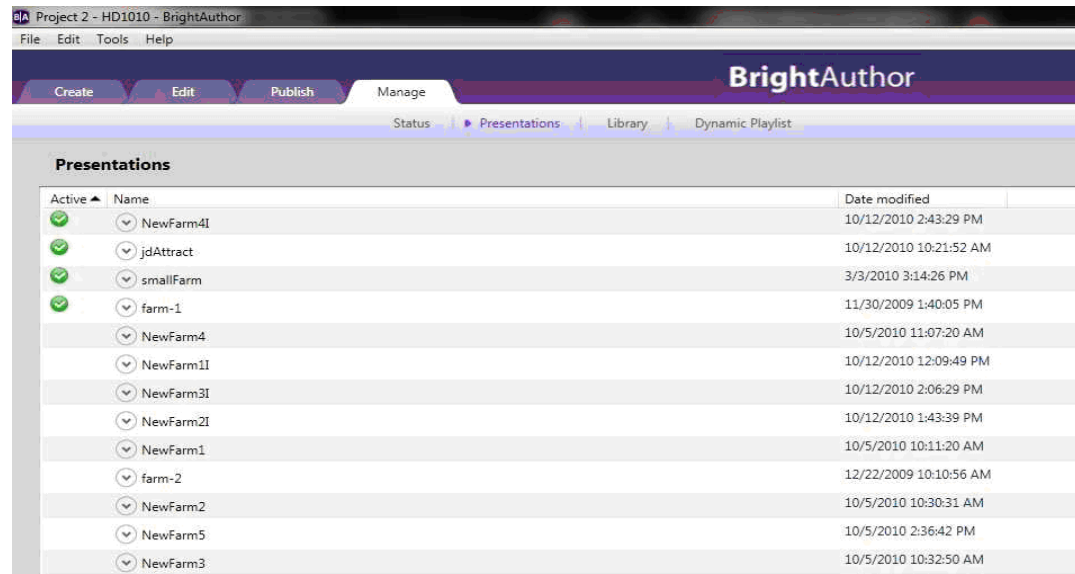 B|A Project 2 - HD1010 - BrightAuthor
File Edit Tools Help
BrightAuthor
Create Edit Publish Manage
Status Presentations Library Dynamic Playlist
Presentations
Active Name Date modified
NewFarm4I 10/12/2010 2:43:29 PM
jdAttract 10/12/2010 10:21:52 AM
smallFarm 3/3/2010 3:14:26 PM
farm-1 11/30/2009 1:40:05 PM
NewFarm4 10/5/2010 11:07:20 AM
NewFarm1I 10/12/2010 12:09:49 PM
NewFarm3I 10/12/2010 2:06:29 PM
NewFarm2I 10/12/2010 1:43:39 PM
NewFarm1 10/5/2010 10:11:20 AM
farm-2 12/22/2009 10:10:56 AM
NewFarm2 10/5/2010 10:30:31 AM
NewFarm5 10/5/2010 2:36:42 PM
NewFarm3 10/5/2010 10:32:50 AM